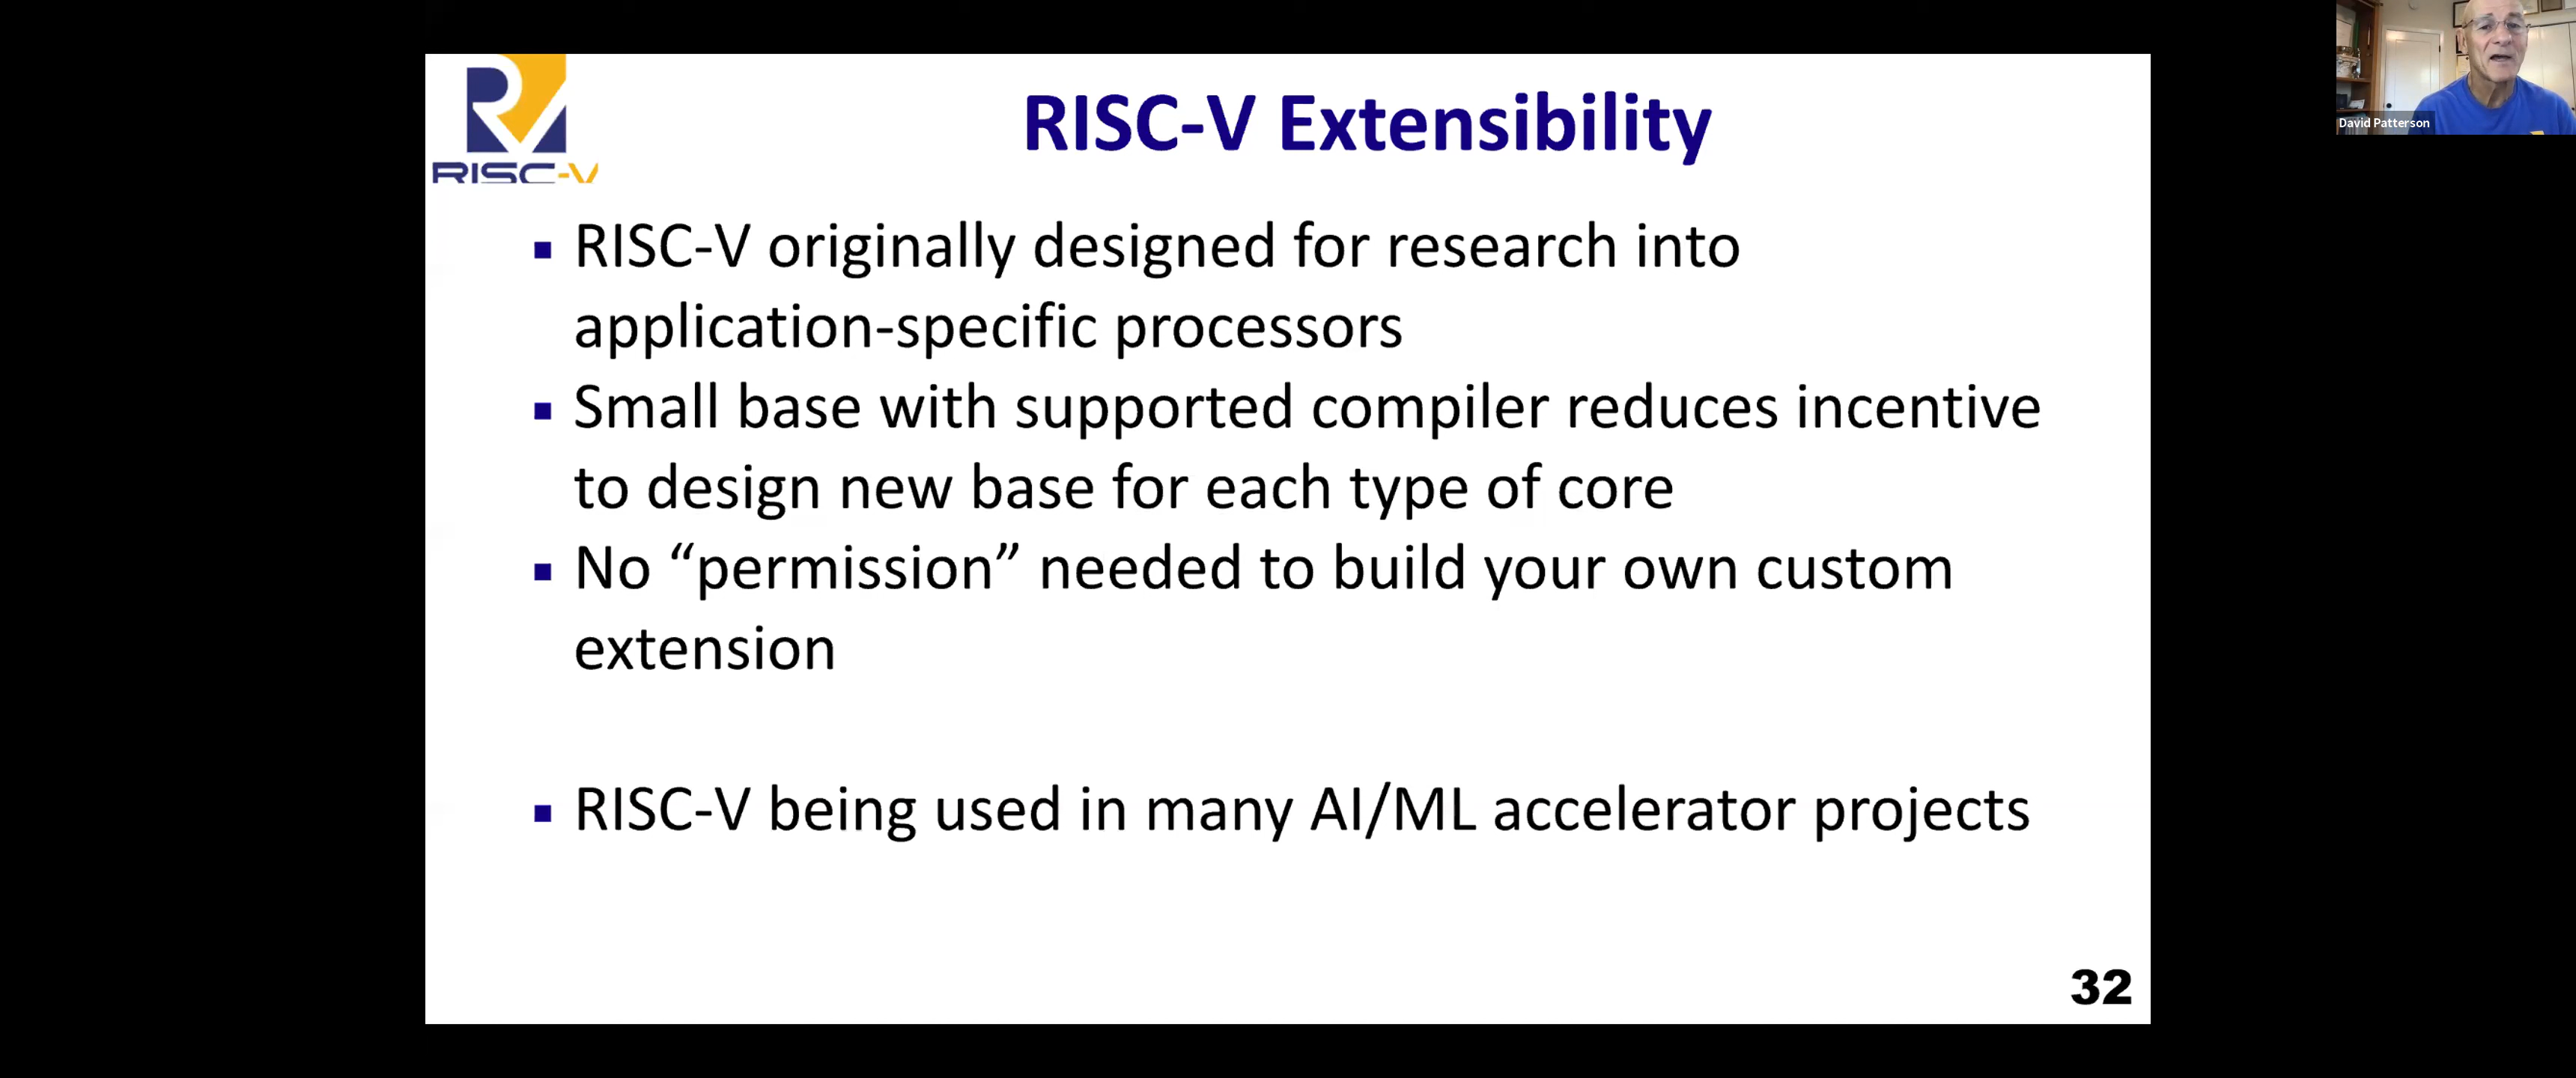 RISC-V
RISC-V Extensibility
David Patterson
▪ RISC-V originally designed for research into
application-specific processors
▪ Small base with supported compiler reduces incentive
to design new base for each type of core
▪ No “permission” needed to build your own custom
extension
▪ RISC-V being used in many AI/ML accelerator projects
32